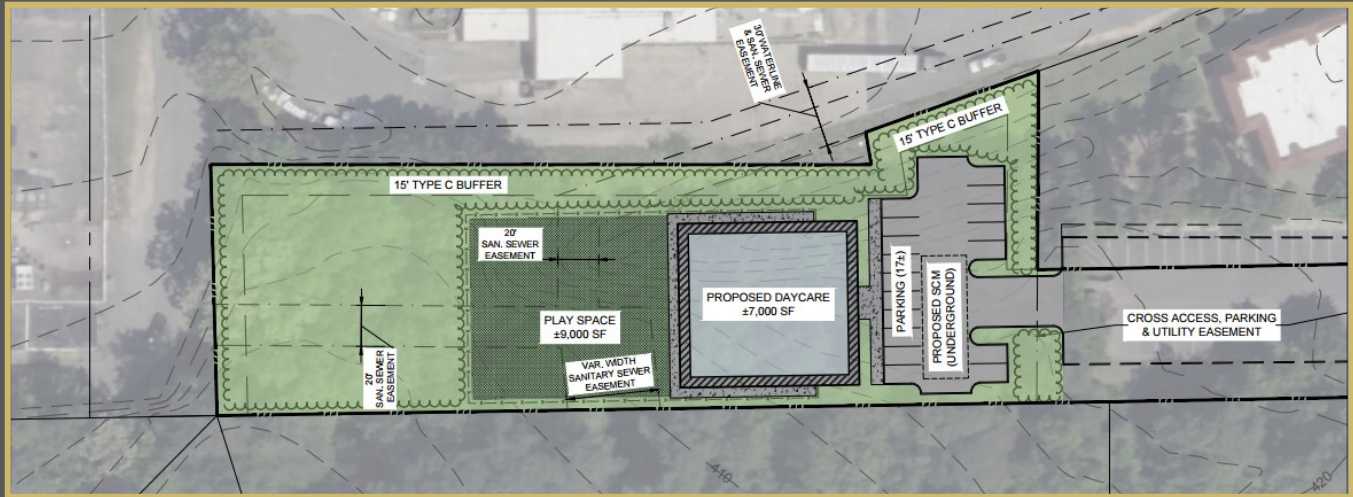 30' WATERLINE
& SAN. SEWER
EASEMENT
15' TYPE C BUFFER
15' TYPE C BUFFER
20'
SAN. SEWER
EASEMENT
PLAY SPACE
±9,000 SF
PROPOSED DAYCARE
±7,000 SF
PARKING (17±)
PROPOSED SCM
(UNDERGROUND)
CROSS ACCESS, PARKING
& UTILITY EASEMENT
20'
SAN. SEWER
EASEMENT
VAR. WIDTH
SANITARY SEWER
EASEMENT
410
420